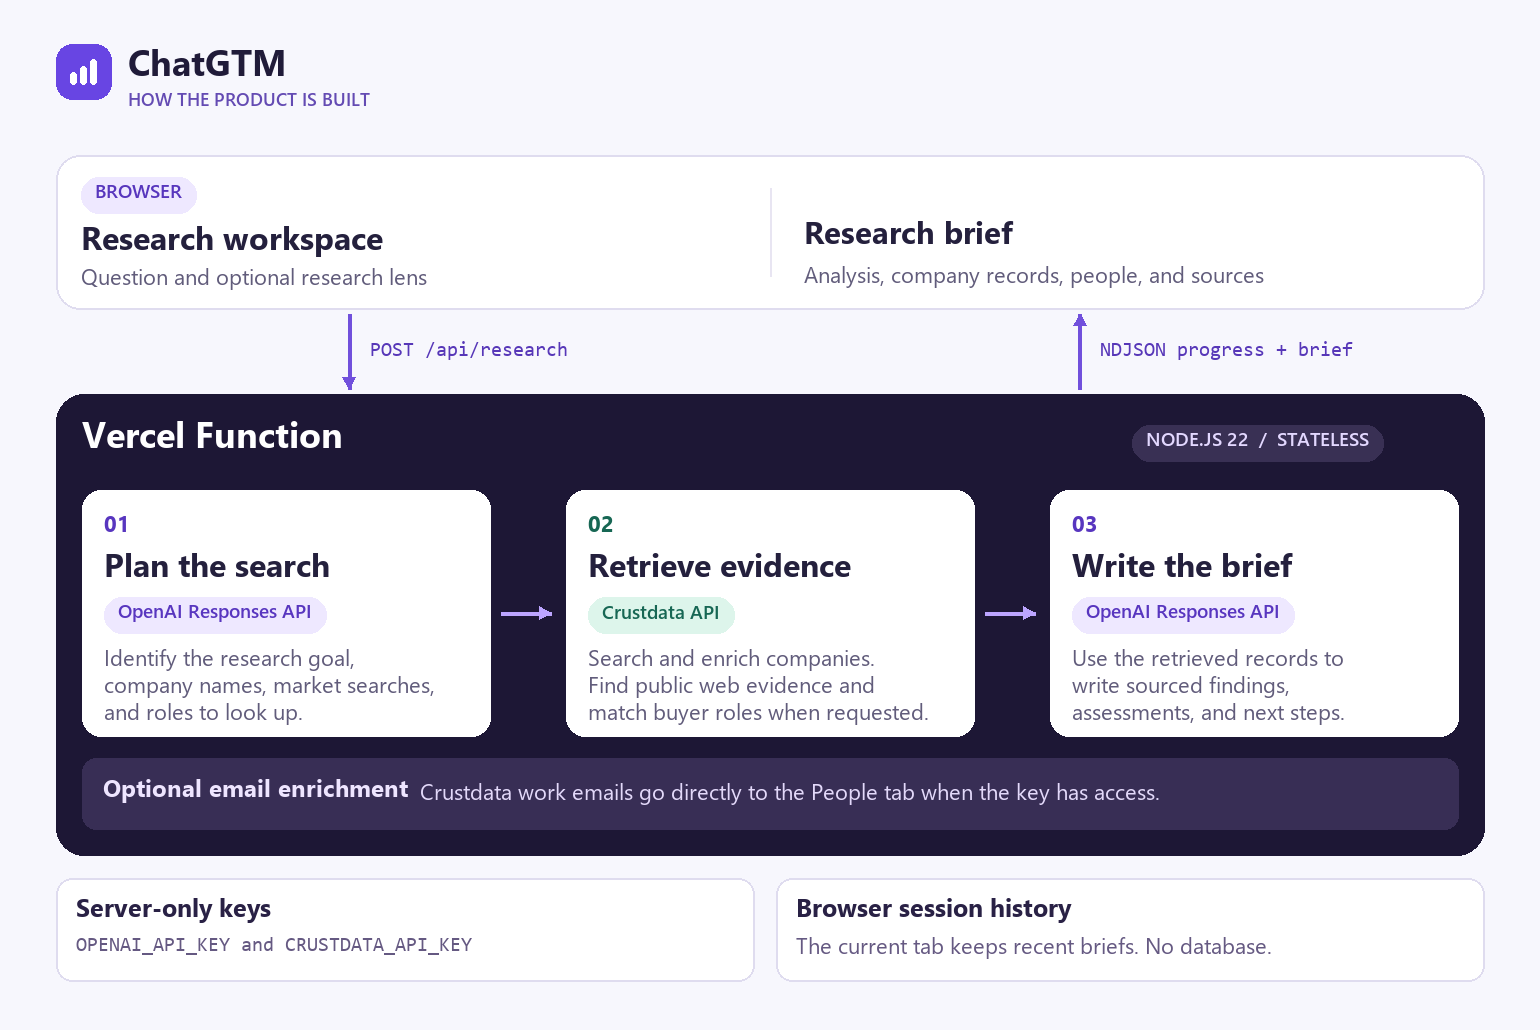 ChatGTM
HOW THE PRODUCT IS BUILT
BROWSER
Research workspace
Question and optional research lens
Research brief
Analysis, company records, people, and sources
POST /api/research
NDJSON progress + brief
Vercel Function
NODE.JS 22 / STATELESS
01
Plan the search
OpenAI Responses API
Identify the research goal,
company names, market searches,
and roles to look up.
02
Retrieve evidence
Crustdata API
Search and enrich companies.
Find public web evidence and
match buyer roles when requested.
03
Write the brief
OpenAI Responses API
Use the retrieved records to
write sourced findings,
assessments, and next steps.
Optional email enrichment Crustdata work emails go directly to the People tab when the key has access.
Server-only keys
OPENAI_API_KEY and CRUSTDATA_API_KEY
Browser session history
The current tab keeps recent briefs. No database.